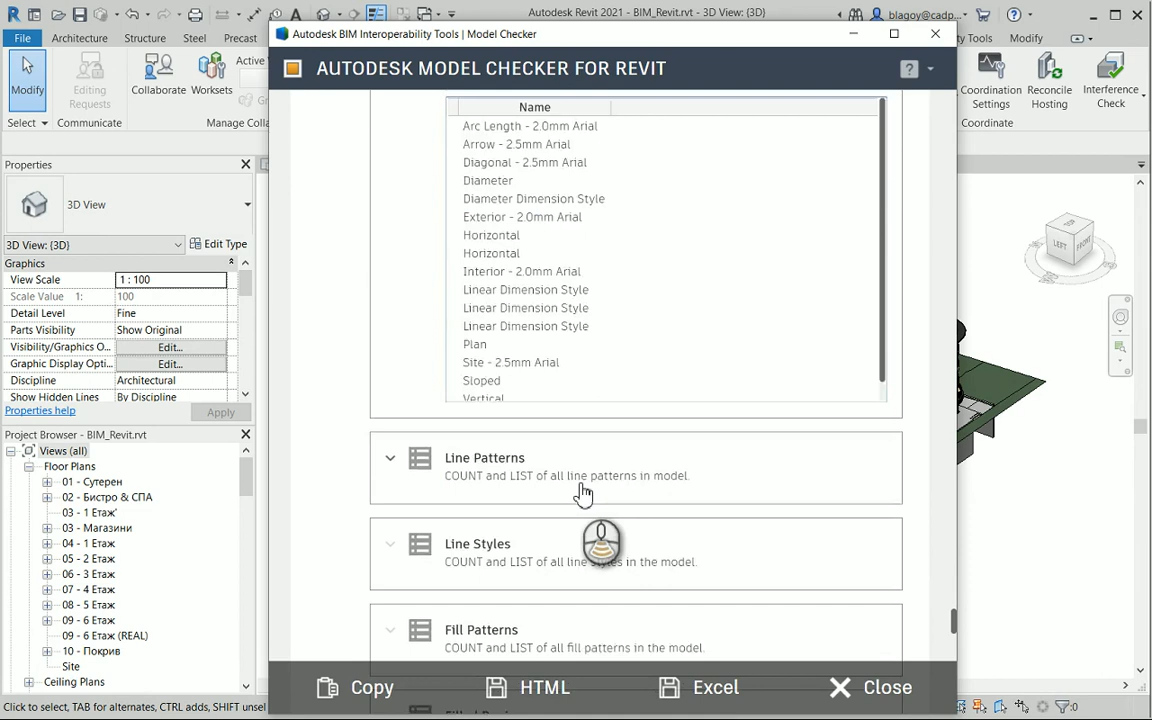 Autodesk Revit 2021 - BIM_Revit.rvt - 3D View: {3D}
blagoy@cadp...
Autodesk BIM Interoperability Tools | Model Checker
File Architecture Structure Steel Precast
ty Tools Modify
AUTODESK MODEL CHECKER FOR REVIT
Modify
Editing
Requests
Collaborate
Worksets
Active
Gr
Coordination
Settings
Reconcile
Hosting
Interference
Check
Select Communicate Manage Colla
Coordinate
Properties
3D View
3D View: {3D}
Edit Type
Graphics
View Scale 1 : 100
Scale Value 1: 100
Detail Level Fine
Parts Visibility Show Original
Visibility/Graphics O... Edit...
Graphic Display Opti... Edit...
Discipline Architectural
Show Hidden Lines By Discipline
Properties help
Apply
Project Browser - BIM_Revit.rvt
Views (all)
Floor Plans
01 - Сутерен
02 - Бистро & СПА
03 - 1 Етаж'
03 - Магазини
04 - 1 Етаж
05 - 2 Етаж
06 - 3 Етаж
07 - 4 Етаж
08 - 5 Етаж
09 - 6 Етаж
09 - 6 Етаж (REAL)
10 - Покрив
Site
Ceiling Plans
Name
Arc Length - 2.0mm Arial
Arrow - 2.5mm Arial
Diagonal - 2.5mm Arial
Diameter
Diameter Dimension Style
Exterior - 2.0mm Arial
Horizontal
Horizontal
Interior - 2.0mm Arial
Linear Dimension Style
Linear Dimension Style
Linear Dimension Style
Plan
Site - 2.5mm Arial
Sloped
Vertical
Line Patterns
COUNT and LIST of all line patterns in model.
Line Styles
COUNT and LIST of all line styles in the model.
Fill Patterns
COUNT and LIST of all fill patterns in the model.
Copy HTML Excel Close
LEFT FRONT
Click to select, TAB for alternates, CTRL adds, SHIFT unsel
:0